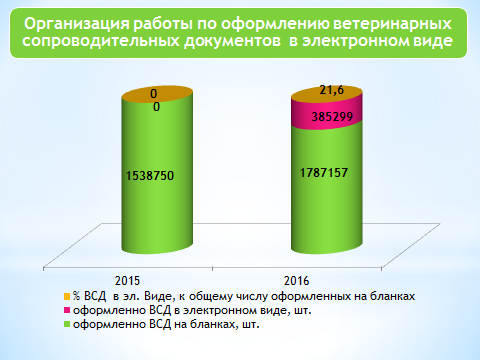 Организация работы по оформлению ветеринарных
сопроводительных документов в электронном виде
0
0
1538750
21,6
385299
1787157
2015
2016
% ВСД в эл. Виде, к общему числу оформленных на бланках
оформленно ВСД в электронном виде, шт.
оформленно ВСД на бланках, шт.